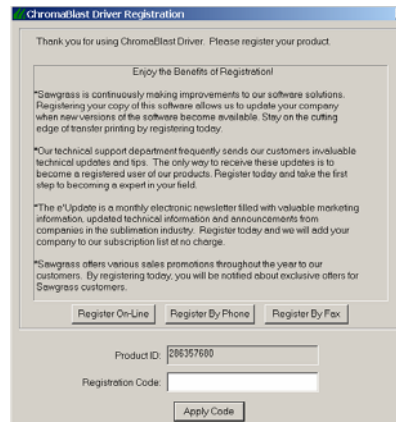 ChromaBlast Driver Registration
Thank you for using ChromaBlast Driver. Please register your product.
Enjoy the Benefits of Registration!
*Sawgrass is continuously making improvements to our software solutions.
Registering your copy of this software allows us to update your company
when new versions of the software become available. Stay on the cutting
edge of transfer printing by registering today.
*Our technical support department frequently sends our customers invaluable
technical updates and tips. The only way to receive these updates is to
become a registered user of our products. Register today and take the first
step to becoming a expert in your field.
*The e'Update is a monthly electronic newsletter filled with valuable marketing
information, updated technical information and announcements from
companies in the sublimation industry. Register today and we will add your
company to our subscription list at no charge.
*Sawgrass offers various sales promotions throughout the year to our
customers. By registering today, you will be notified about exclusive offers for
Sawgrass customers.
Register On-Line Register By Phone Register By Fax
Product ID: 286357680
Registration Code:
Apply Code